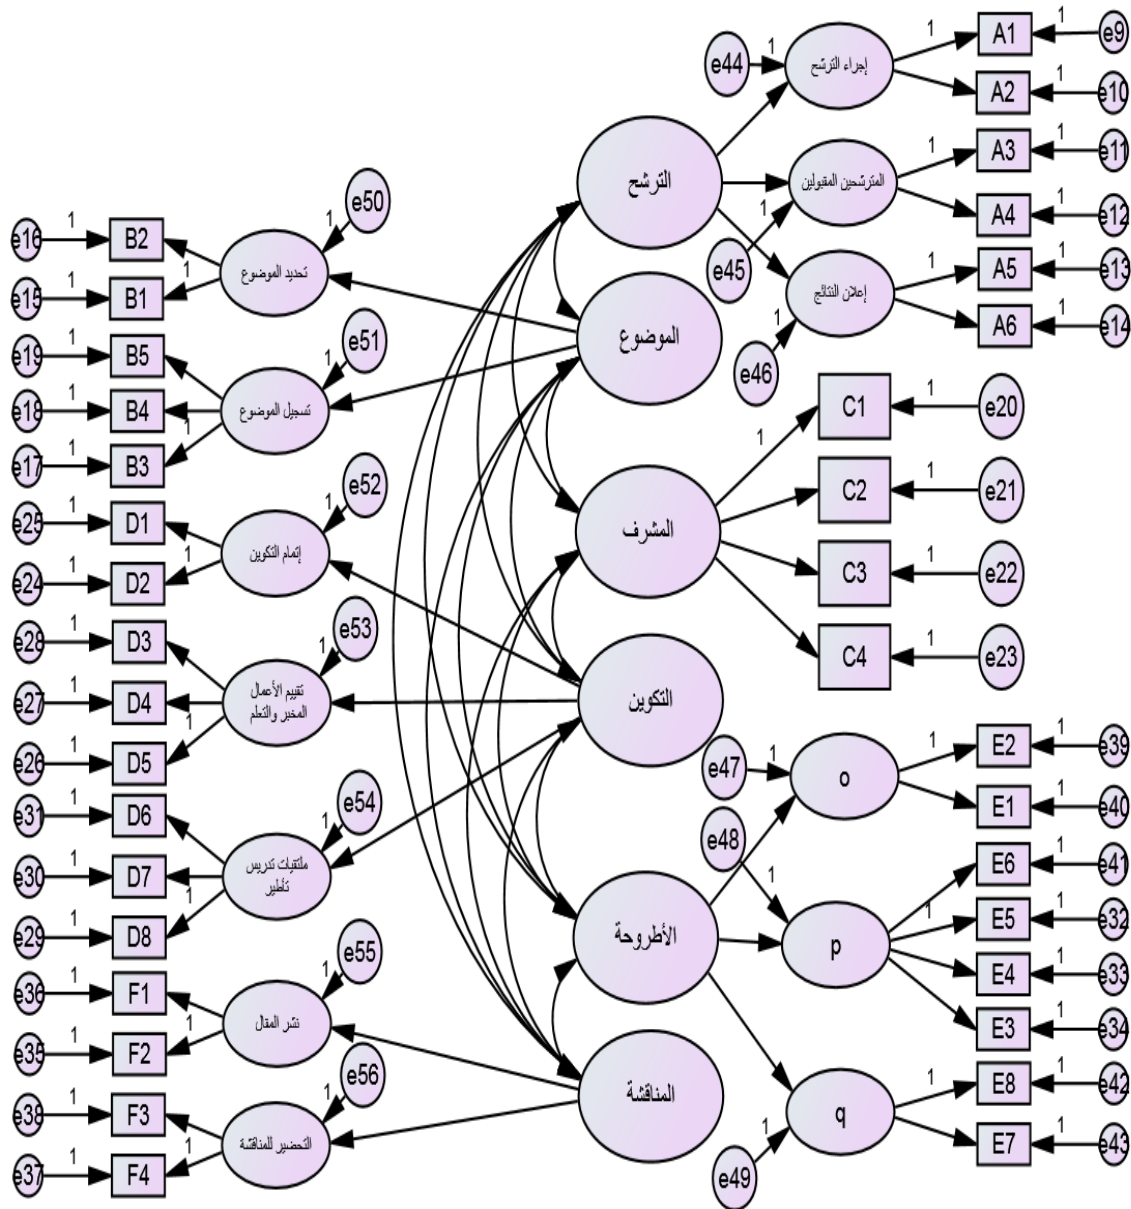 e9
1
A1
1
e44
1
إجراء الترشح
e10
1
A2
e11
1
A3
1
الترشح
المترشحين المقبولين
e12
1
A4
e45
1
e50
1
e16
1
B2
تحديد الموضوع
e15
1
B1
1
e13
1
A5
1
إعلان النتائج
e14
1
A6
e46
1
الموضوع
e51
1
e19
1
B5
تسجيل الموضوع
e18
1
B4
e17
1
B3
1
e20
1
C1
1
e21
1
C2
المشرف
e22
1
C3
e23
1
C4
e52
1
e25
1
D1
إتمام التكوين
e24
1
D2
1
e53
1
e28
1
D3
تقييم الأعمال
المخبر والتعلم
e27
1
D4
e26
1
D5
1
التكوين
e54
1
e31
1
D6
ملتقيات تدريس
تأطير
e30
1
D7
e29
1
D8
1
e39
1
E2
1
o
1
e47
e40
1
E1
e48
1
e41
1
E6
e32
1
E5
1
p
الأطروحة
e33
1
E4
e34
1
E3
e55
1
e36
1
F1
نشر المقال
e35
1
F2
1
e42
1
E8
1
q
المناقشة
e43
1
E7
1
e49
e56
1
e38
1
F3
التحضير للمناقشة
e37
1
F4
1